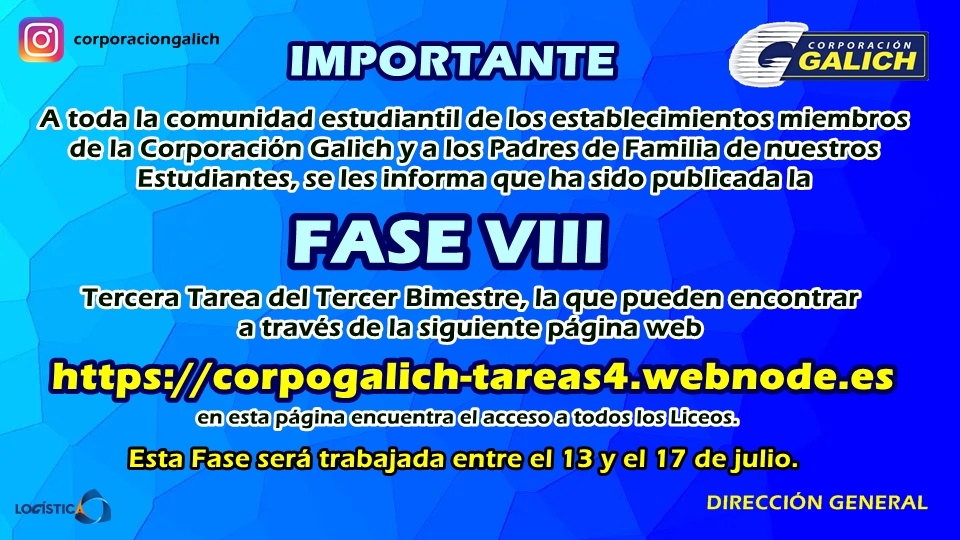 corporaciongalich
IMPORTANTE
CORPORACIÓN
GALICH
A toda la comunidad estudiantil de los establecimientos miembros
de la Corporación Galich y a los Padres de Familia de nuestros
Estudiantes, se les informa que ha sido publicada la
FASE VIII
Tercera Tarea del Tercer Bimestre, la que pueden encontrar
a través de la siguiente página web
https://corpogalich-tareas4.webnode.es
en esta página encuentra el acceso a todos los Liceos.
Esta Fase será trabajada entre el 13 y el 17 de julio.
LOGÍSTICA
DIRECCIÓN GENERAL